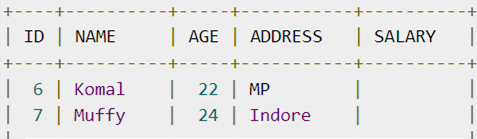 +----+----------+-----+-----------+----------+
| ID | NAME | AGE | ADDRESS | SALARY |
+----+----------+-----+-----------+----------+
| 6 | Komal | 22 | MP | |
| 7 | Muffy | 24 | Indore | |